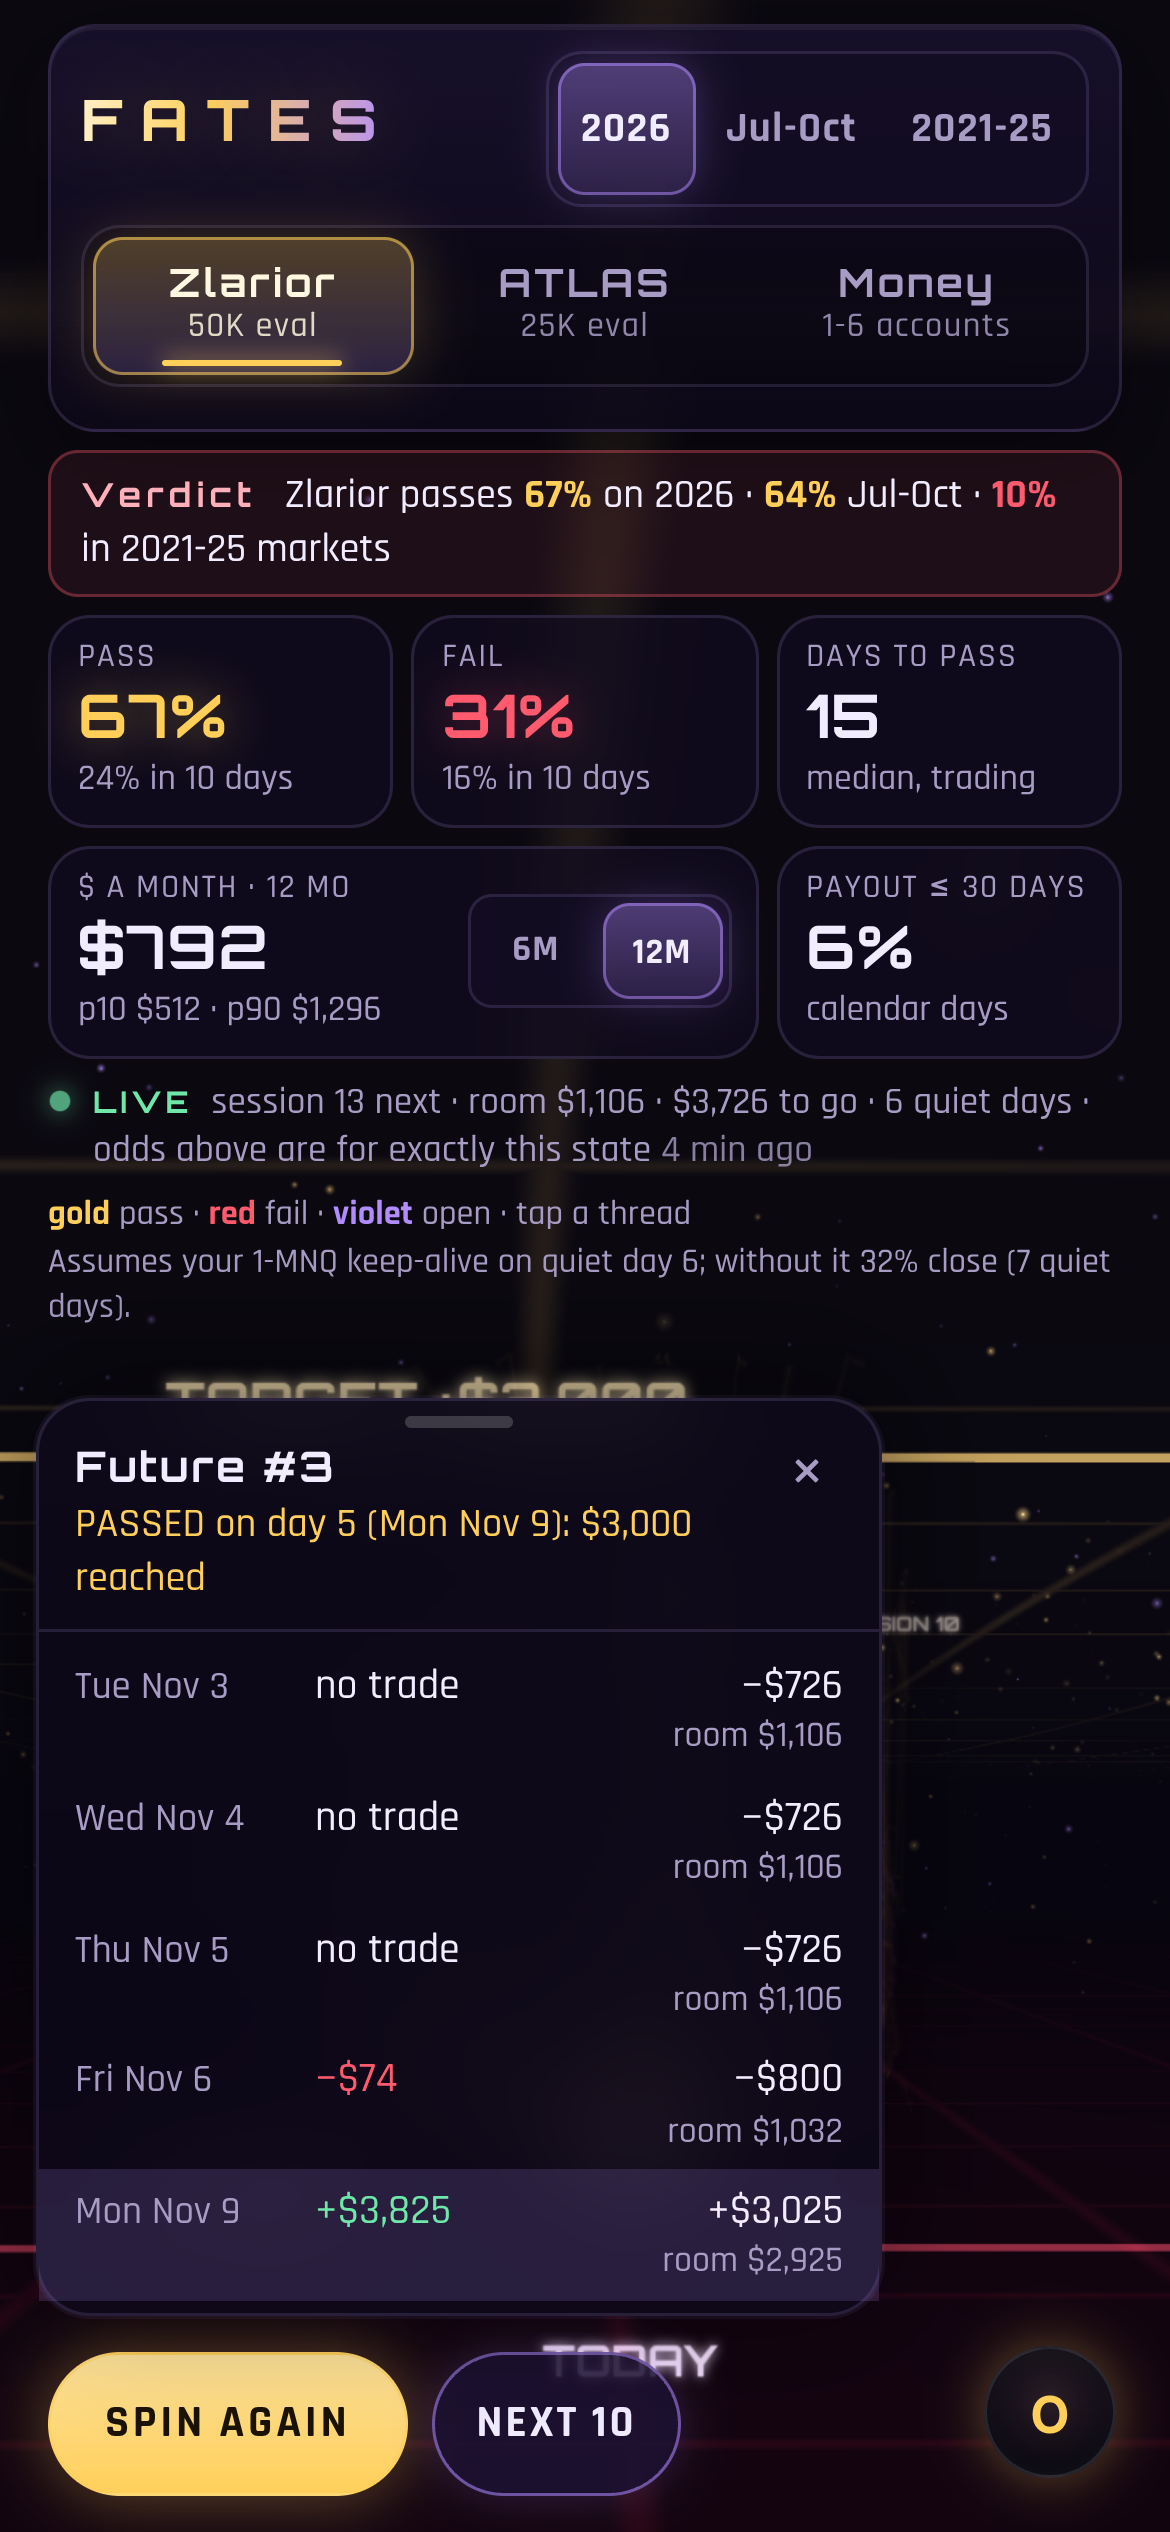 FATES
2026 Jul-Oct 2021-25
Zlarior ATLAS Money
50K eval 25K eval 1-6 accounts
Verdict Zlarior passes 67% on 2026 · 64% Jul-Oct · 10%
in 2021-25 markets
PASS FAIL DAYS TO PASS
67% 31% 15
24% in 10 days 16% in 10 days median, trading
$ A MONTH · 12 MO PAYOUT ≤ 30 DAYS
$792 6M 12M 6%
p10 $512 · p90 $1,296 calendar days
LIVE session 13 next · room $1,106 · $3,726 to go · 6 quiet days ·
odds above are for exactly this state 4 min ago
gold pass · red fail · violet open · tap a thread
Assumes your 1-MNQ keep-alive on quiet day 6; without it 32% close (7 quiet
days).
TARGET +$3,000
Future #3 ×
PASSED on day 5 (Mon Nov 9): $3,000
reached
SION 10
Tue Nov 3 no trade −$726
room $1,106
Wed Nov 4 no trade −$726
room $1,106
Thu Nov 5 no trade −$726
room $1,106
Fri Nov 6 −$74 −$800
room $1,032
Mon Nov 9 +$3,825 +$3,025
room $2,925
TODAY
SPIN AGAIN NEXT 10 O